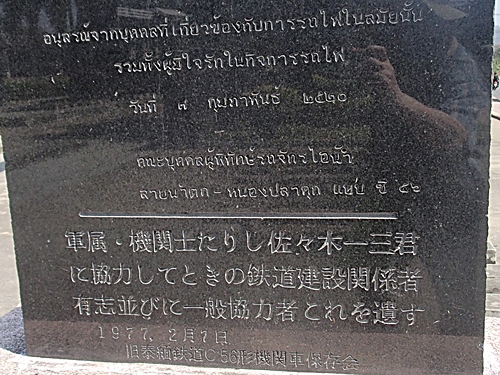 อนุสรณ์จากบุคคลที่เกี่ยวข้องกับการรถไฟในสมัยนั้น
รวมทั้งผู้มีใจรักในกิจการรถไฟ
วันที่ ๗ กุมภาพันธ์ ๒๕๒๐
คณะบุคคลผู้พิทักษ์รถจักรไอน้ำ
สายน้ำตก - หนองปลาดุก แบบ ซี ๕๖
軍属・機関士たりし佐々木一三君
に協力してときの鉄道建設関係者
有志並びに一般協力者これを遺す
1977. 2月7日
旧泰緬鉄道C56形機関車保存会